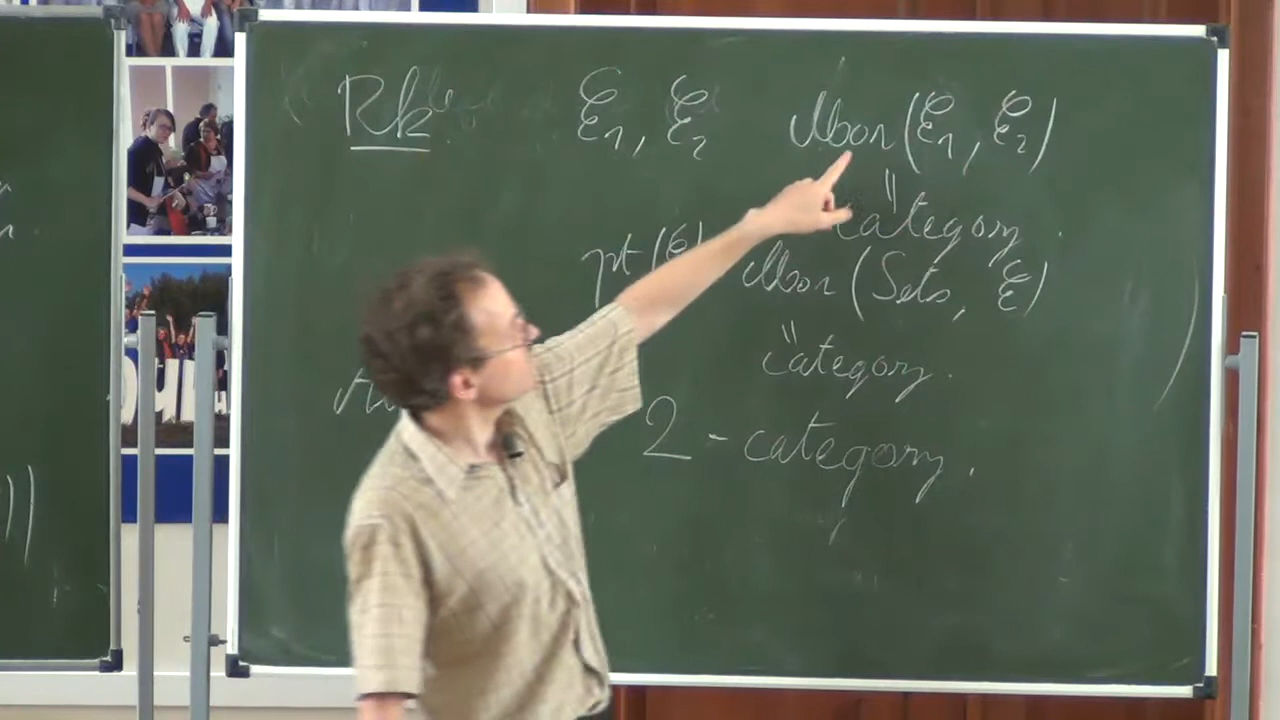 Rk. ℰ₁, ℰ₂ Mor (ℰ₁, ℰ₂)
"
category.
pt (ℰ) Mor (Sets, ℰ)
"
category.
2-category.